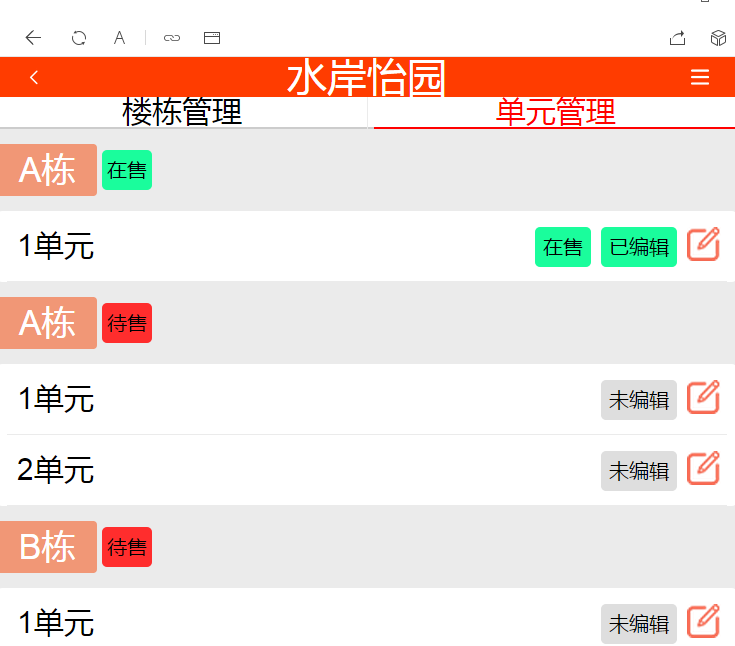 A
水岸怡园
楼栋管理 单元管理
A栋 在售
1单元 在售 已编辑
A栋 待售
1单元 未编辑
2单元 未编辑
B栋 待售
1单元 未编辑